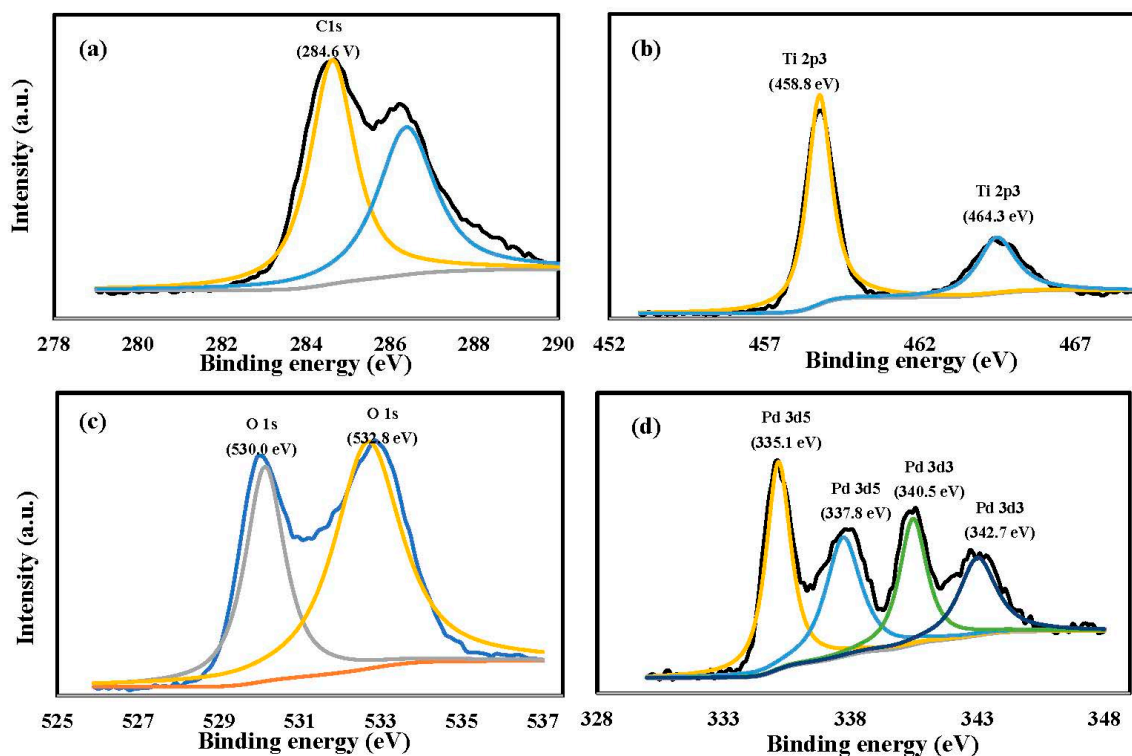 (a)
C1s
(284.6 V)
Intensity (a.u.)
278 280 282 284 286 288 290
Binding energy (eV)
(b)
Ti 2p3
(458.8 eV)
Ti 2p3
(464.3 eV)
452 457 462 467
Binding energy (eV)
(c)
O 1s
(530.0 eV)
O 1s
(532.8 eV)
Intensity (a.u.)
525 527 529 531 533 535 537
Binding energy (eV)
(d)
Pd 3d5
(335.1 eV)
Pd 3d5
(337.8 eV)
Pd 3d3
(340.5 eV)
Pd 3d3
(342.7 eV)
328 333 338 343 348
Binding energy (eV)